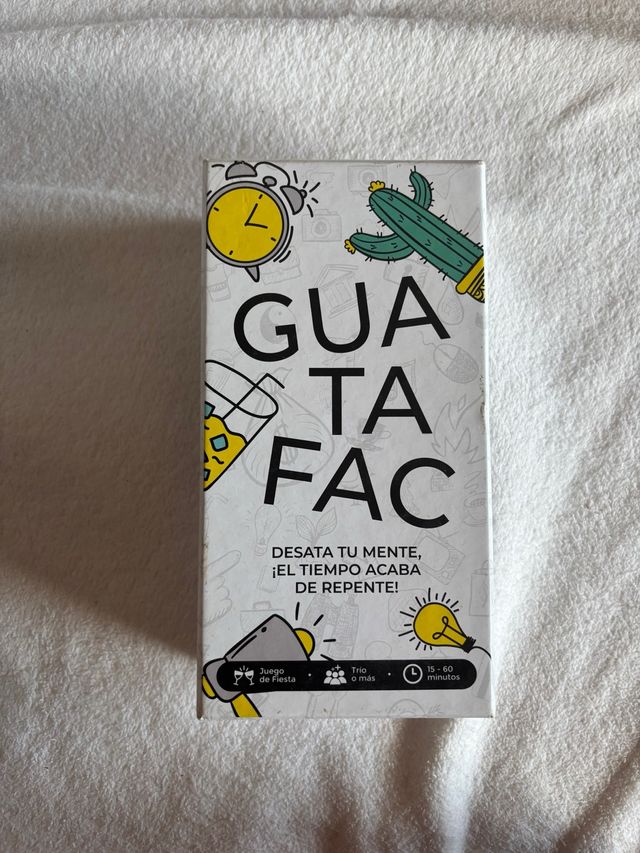 GUA
TA
FAC
DESATA TU MENTE,
¡EL TIEMPO ACABA
DE REPENTE!
Juego
de Fiesta
Trío
o más
15 - 60
minutos